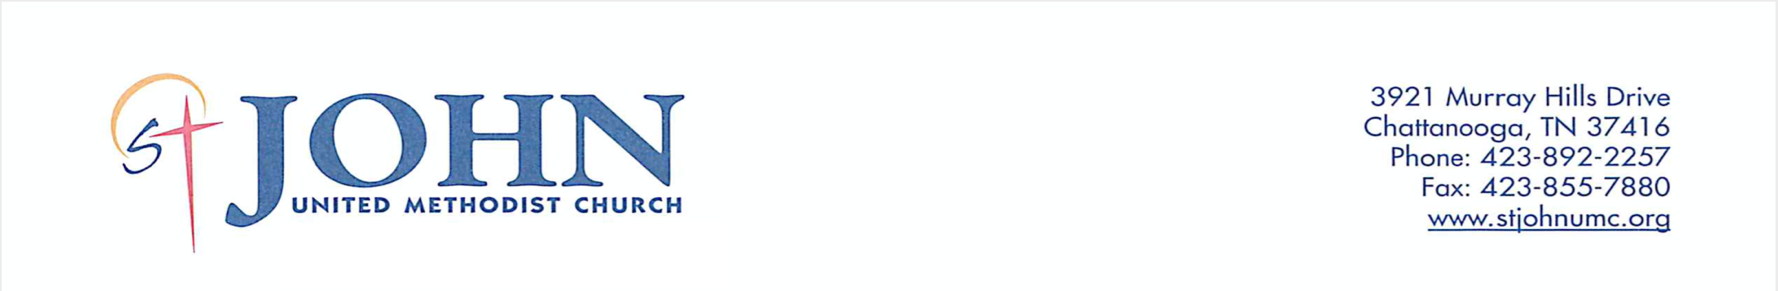 St JOHN
UNITED METHODIST CHURCH
3921 Murray Hills Drive
Chattanooga, TN 37416
Phone: 423-892-2257
Fax: 423-855-7880
www.stjohnumc.org